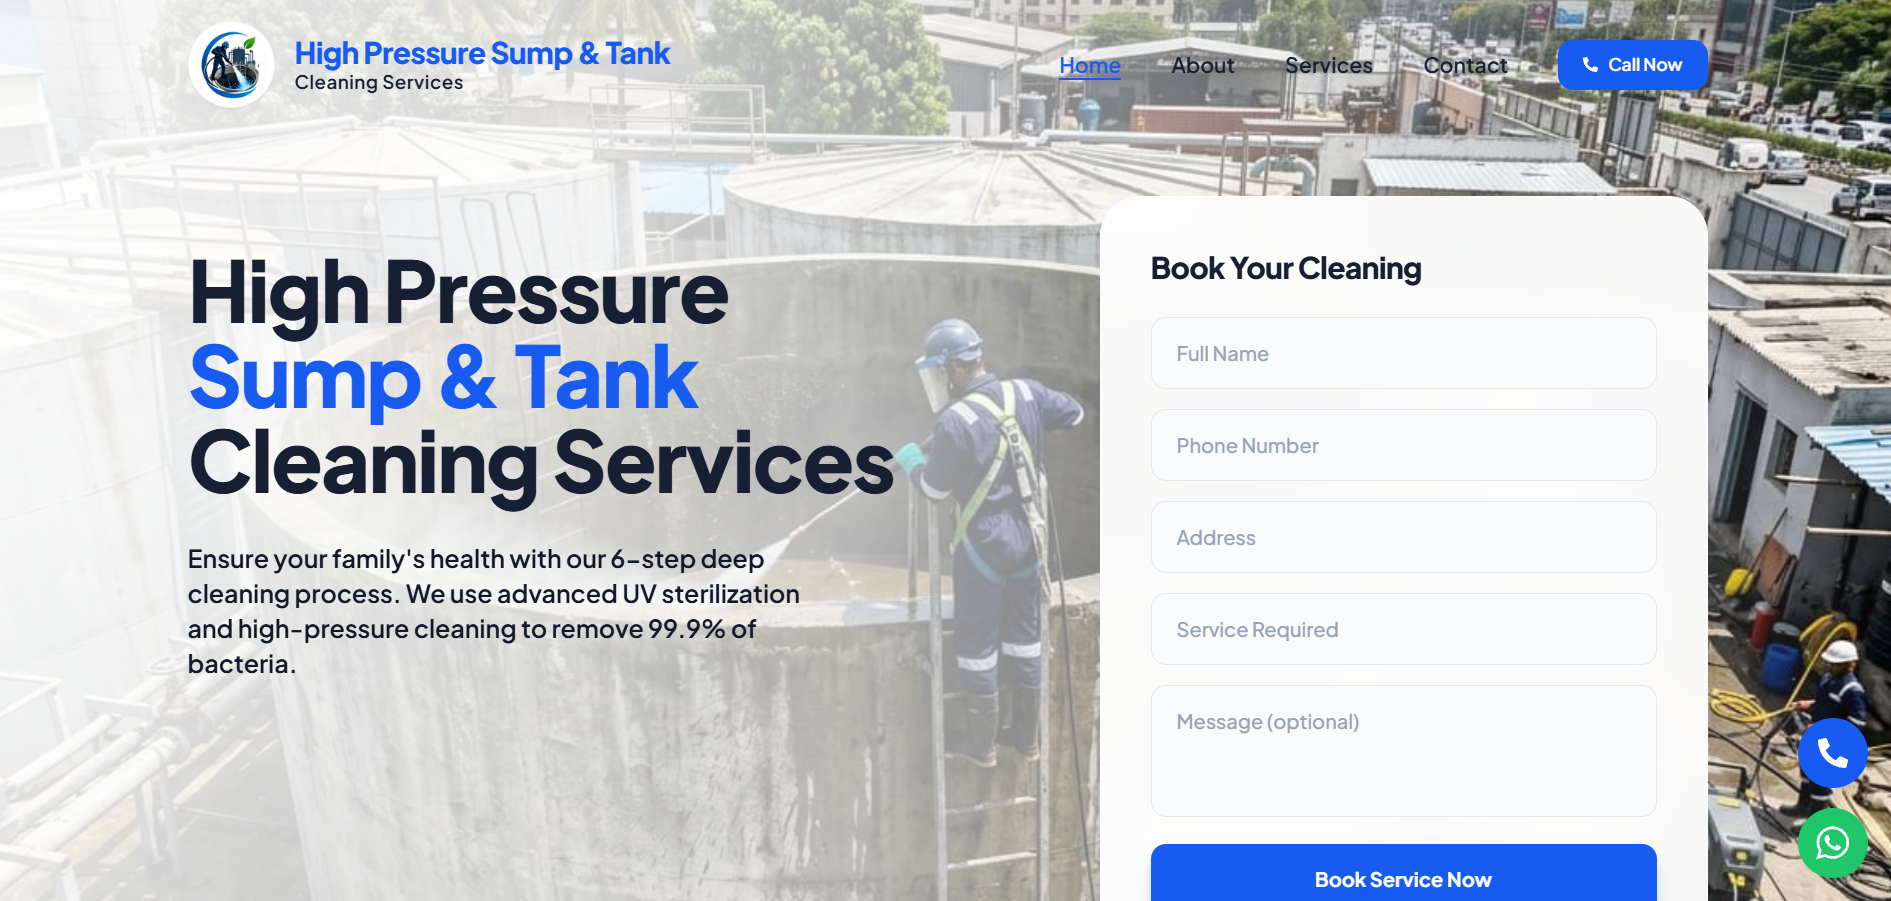 High Pressure Sump & Tank
Cleaning Services
Home
About
Services
Contact
Call Now
High Pressure
Sump & Tank
Cleaning Services
Ensure your family's health with our 6-step deep
cleaning process. We use advanced UV sterilization
and high-pressure cleaning to remove 99.9% of
bacteria.
Book Your Cleaning
Full Name
Phone Number
Address
Service Required
Message (optional)
Book Service Now